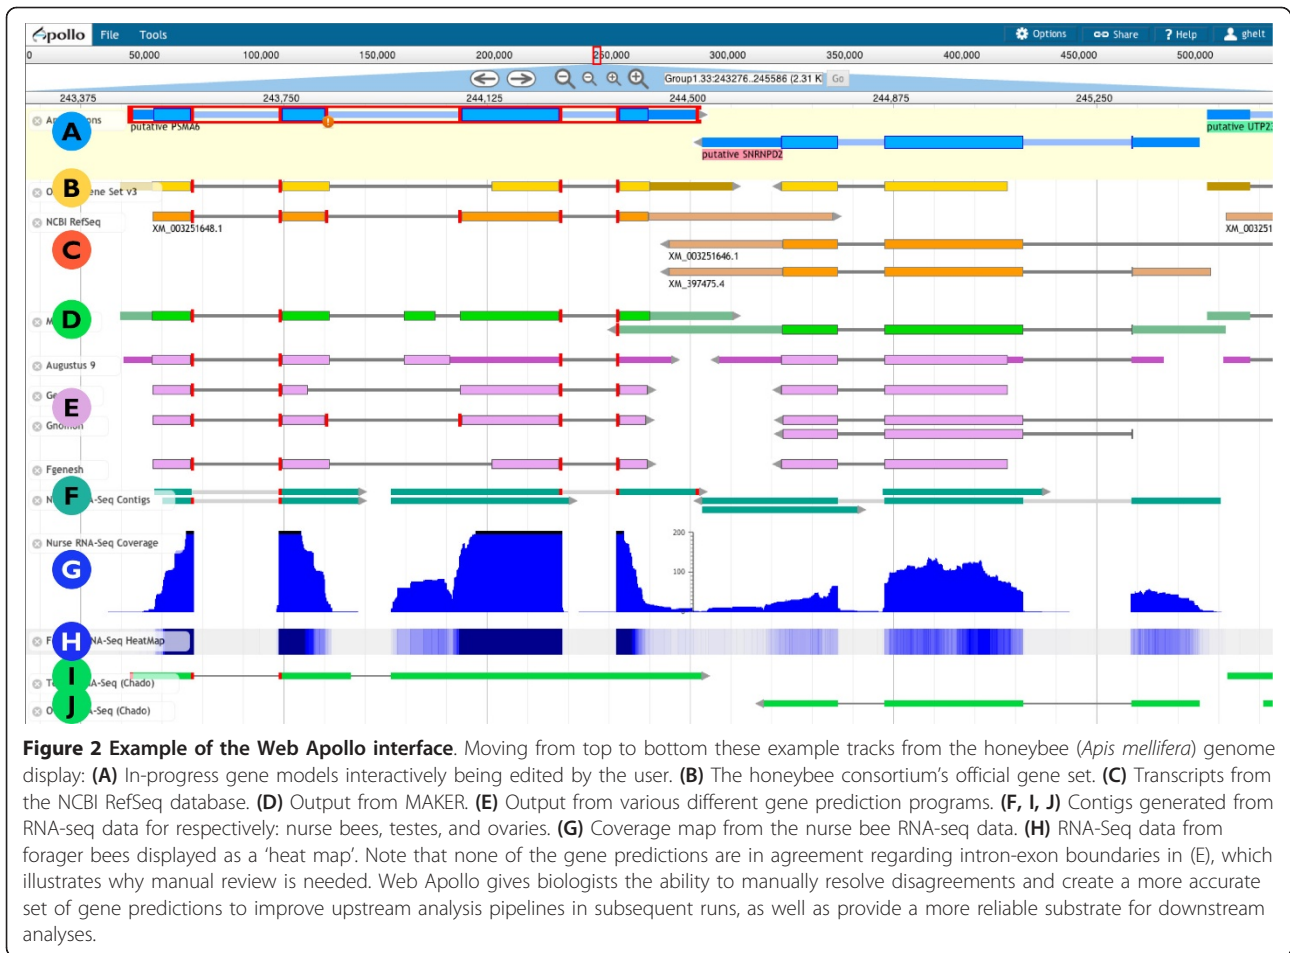 Apollo File Tools Options Share ? Help ghelt
0 50,000 100,000 150,000 200,000 250,000 300,000 350,000 400,000 450,000 500,000
Group1.33:243276..245586 (2.31 K Go
243,375 243,750 244,125 244,500 244,875 245,250
A
putative PSMA6
putative SNRNPD2
putative UTP2
B ene Set v3
NCBI RefSeq
XM_003251648.1
XM_003251
C
XM_003251646.1
XM_397475.4
D
Augustus 9
E
Gnomon
Fgenesh
F A-Seq Contigs
Nurse RNA-Seq Coverage
200
100
G
H NA-Seq HeatMap
I A-Seq (Chado)
J A-Seq (Chado)
Figure 2 Example of the Web Apollo interface. Moving from top to bottom these example tracks from the honeybee (Apis mellifera) genome
display: (A) In-progress gene models interactively being edited by the user. (B) The honeybee consortium's official gene set. (C) Transcripts from
the NCBI RefSeq database. (D) Output from MAKER. (E) Output from various different gene prediction programs. (F, I, J) Contigs generated from
RNA-seq data for respectively: nurse bees, testes, and ovaries. (G) Coverage map from the nurse bee RNA-seq data. (H) RNA-Seq data from
forager bees displayed as a 'heat map'. Note that none of the gene predictions are in agreement regarding intron-exon boundaries in (E), which
illustrates why manual review is needed. Web Apollo gives biologists the ability to manually resolve disagreements and create a more accurate
set of gene predictions to improve upstream analysis pipelines in subsequent runs, as well as provide a more reliable substrate for downstream
analyses.